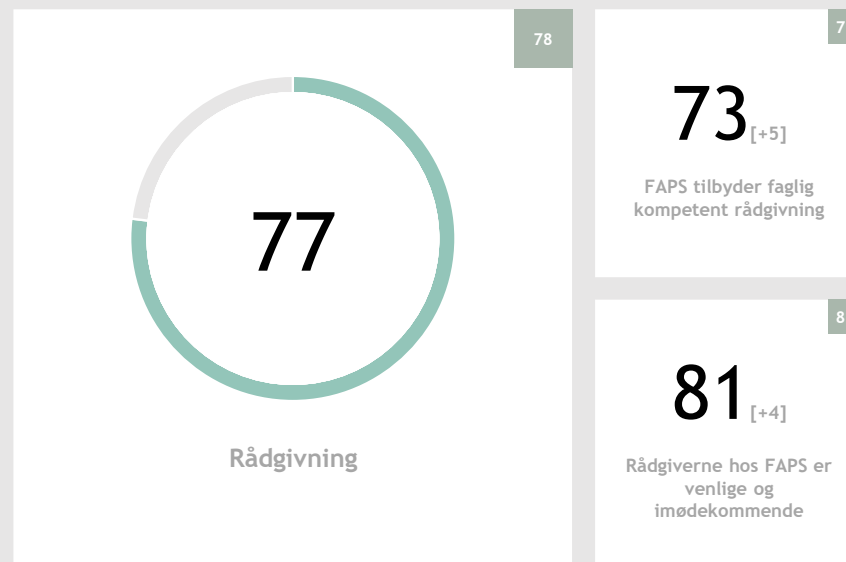 78
77
Rådgivning
73 [+5]
FAPS tilbyder faglig
kompetent rådgivning
81 [+4]
Rådgiverne hos FAPS er
venlige og
imødekommende